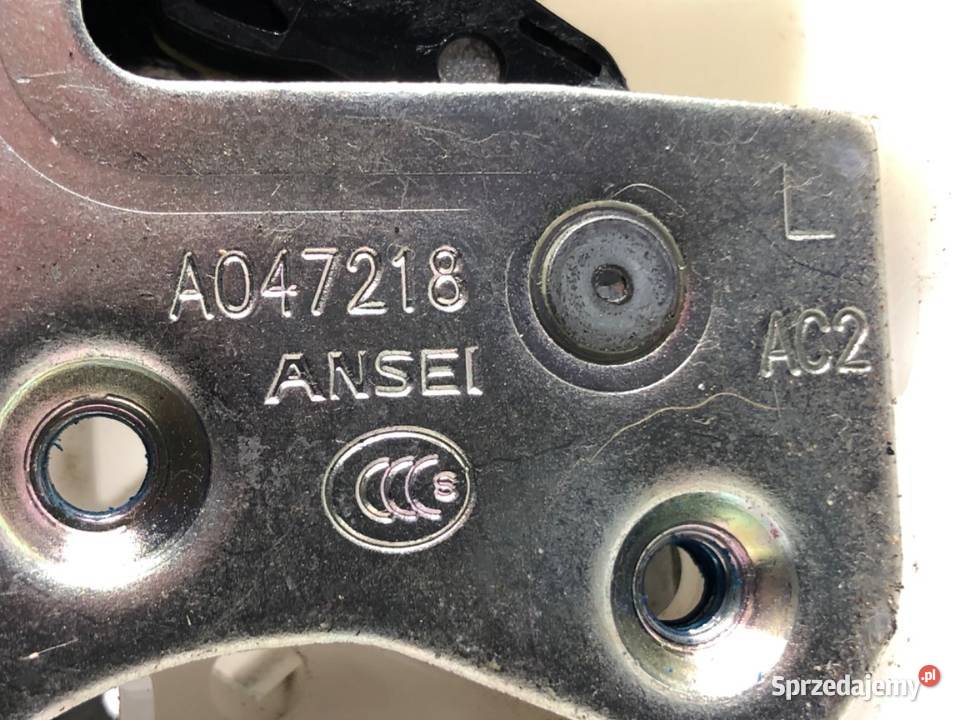 L
A047218
AC2
ANSEI
CCC S
Sprzedajemy.pl